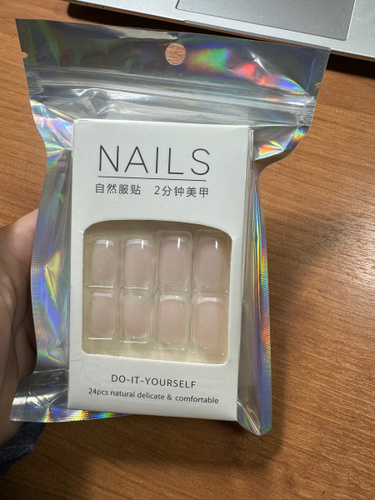 NAILS
自然服贴 2分钟美甲
DO-IT-YOURSELF
24pcs natural delicate & comfortable